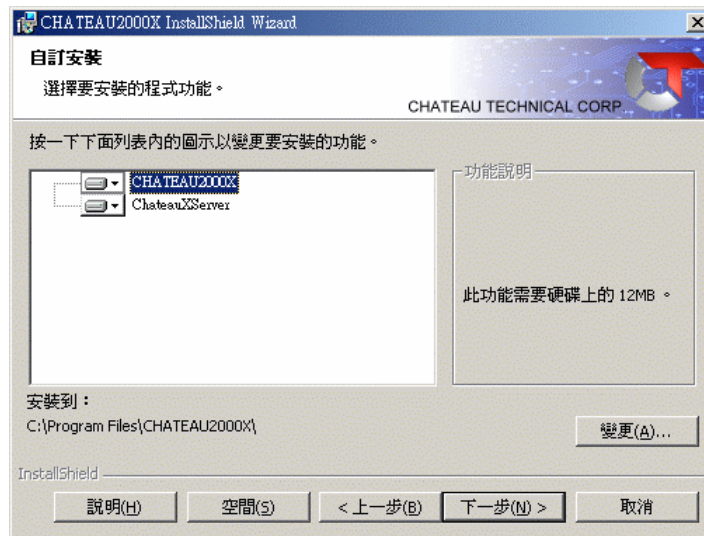 CHATEAU2000X InstallShield Wizard
自訂安裝
選擇要安裝的程式功能。
CHATEAU TECHNICAL CORP.
按一下下面列表內的圖示以變更要安裝的功能。
CHATEAU2000X
ChateauXServer
功能說明
此功能需要硬碟上的 12MB 。
安裝到：
C:\Program Files\CHATEAU2000X\
變更(A)...
InstallShield
說明(H)
空間(S)
< 上一步(B)
下一步(N) >
取消